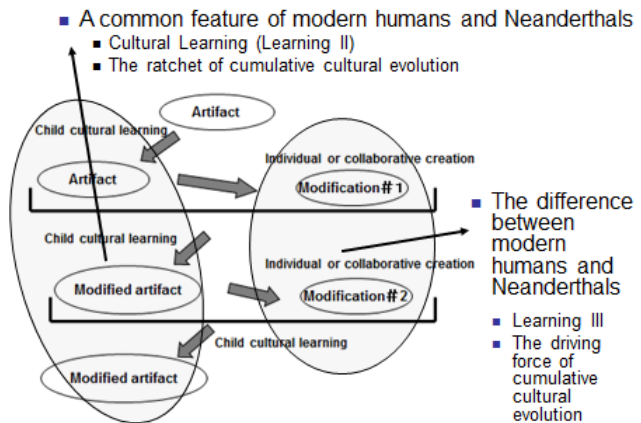 A common feature of modern humans and Neanderthals
Cultural Learning (Learning II)
The ratchet of cumulative cultural evolution
Artifact
Child cultural learning
Individual or collaborative creation
Artifact
Modification#1
Child cultural learning
Individual or collaborative creation
Modified artifact
Modification#2
Child cultural learning
Modified artifact
The difference
between
modern
humans and
Neanderthals
Learning III
The driving
force of
cumulative
cultural
evolution